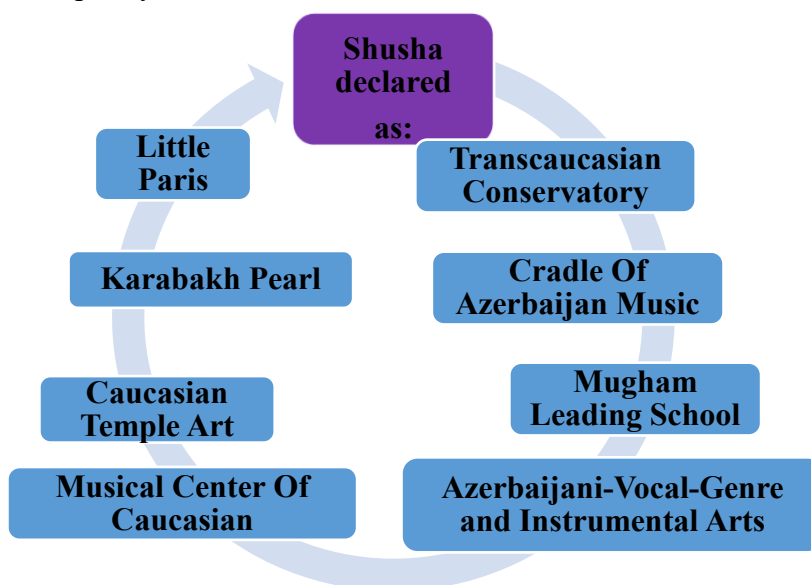 Shusha
declared
as:
Transcaucasian
Conservatory
Cradle Of
Azerbaijan Music
Mugham
Leading School
Azerbaijani-Vocal-Genre
and Instrumental Arts
Musical Center Of
Caucasian
Caucasian
Temple Art
Karabakh Pearl
Little
Paris